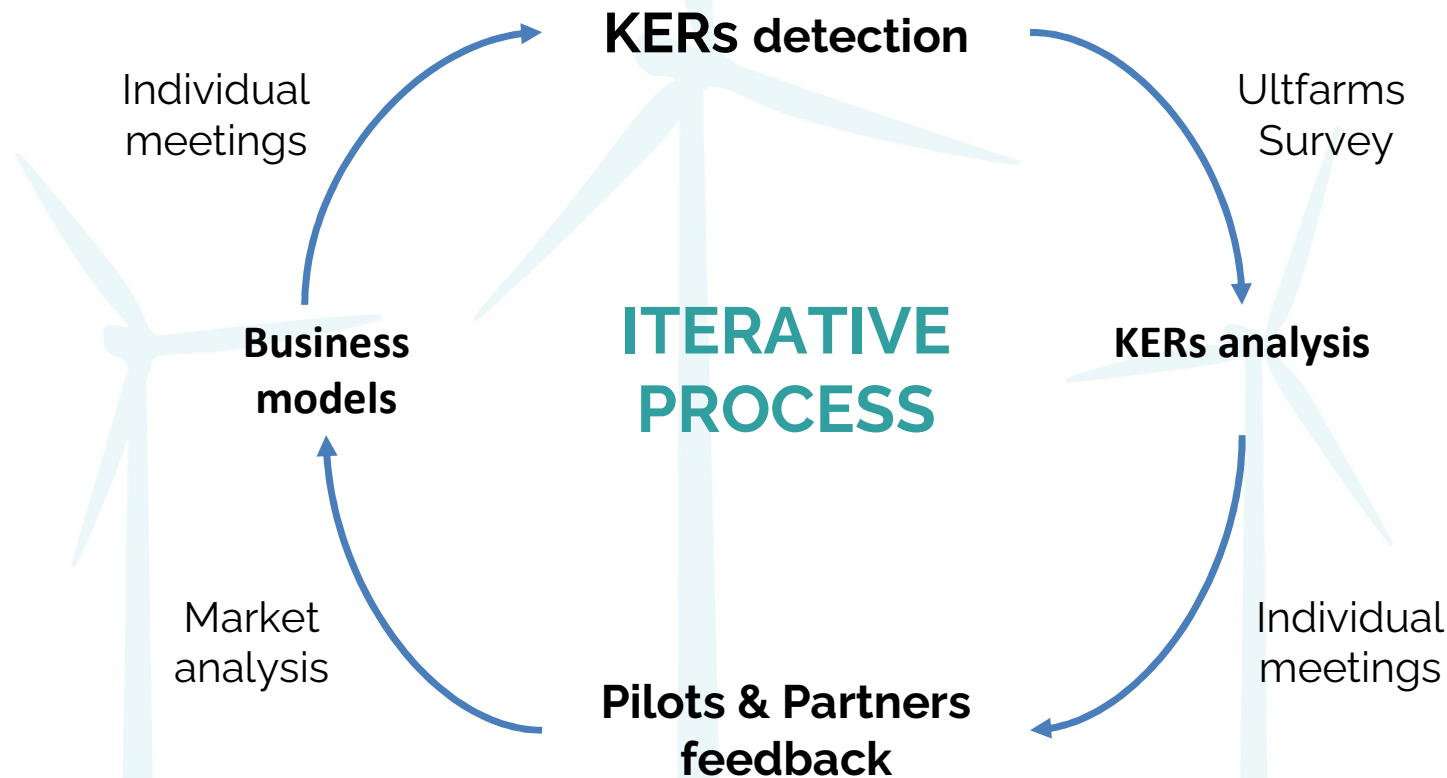 KERs detection
Individual
meetings
Ultfarms
Survey
Business
models
ITERATIVE
PROCESS
KERs analysis
Market
analysis
Individual
meetings
Pilots & Partners
feedback